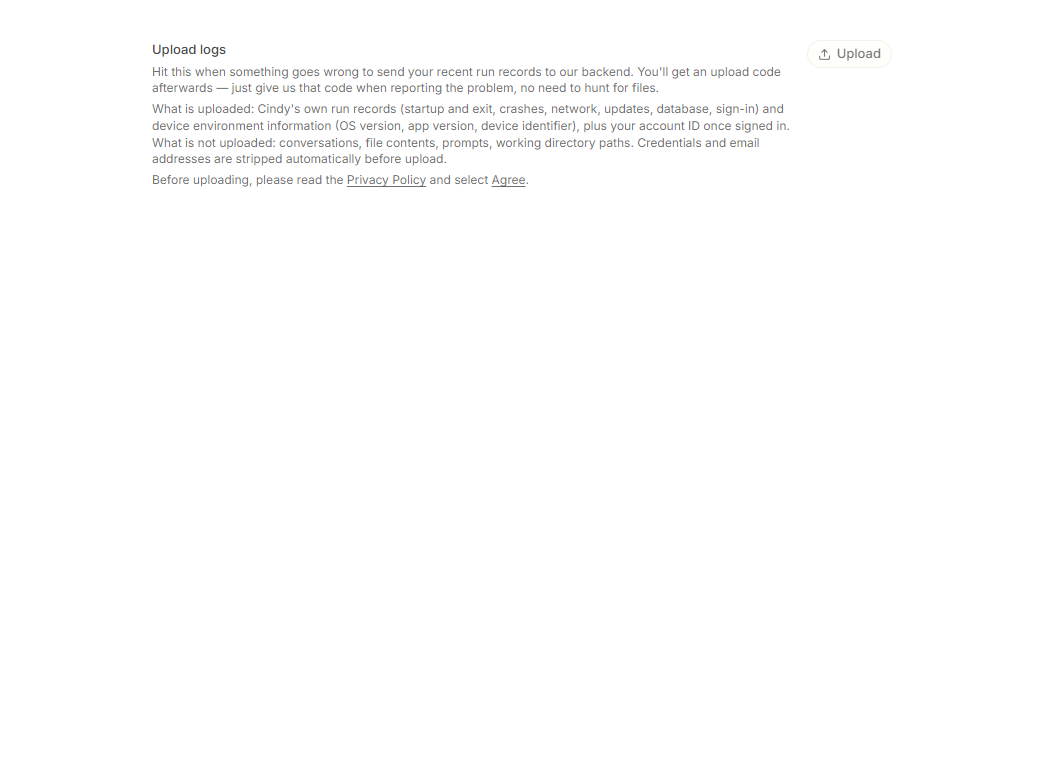 Upload logs
Upload
Hit this when something goes wrong to send your recent run records to our backend. You'll get an upload code
afterwards — just give us that code when reporting the problem, no need to hunt for files.
What is uploaded: Cindy's own run records (startup and exit, crashes, network, updates, database, sign-in) and
device environment information (OS version, app version, device identifier), plus your account ID once signed in.
What is not uploaded: conversations, file contents, prompts, working directory paths. Credentials and email
addresses are stripped automatically before upload.
Before uploading, please read the Privacy Policy and select Agree.